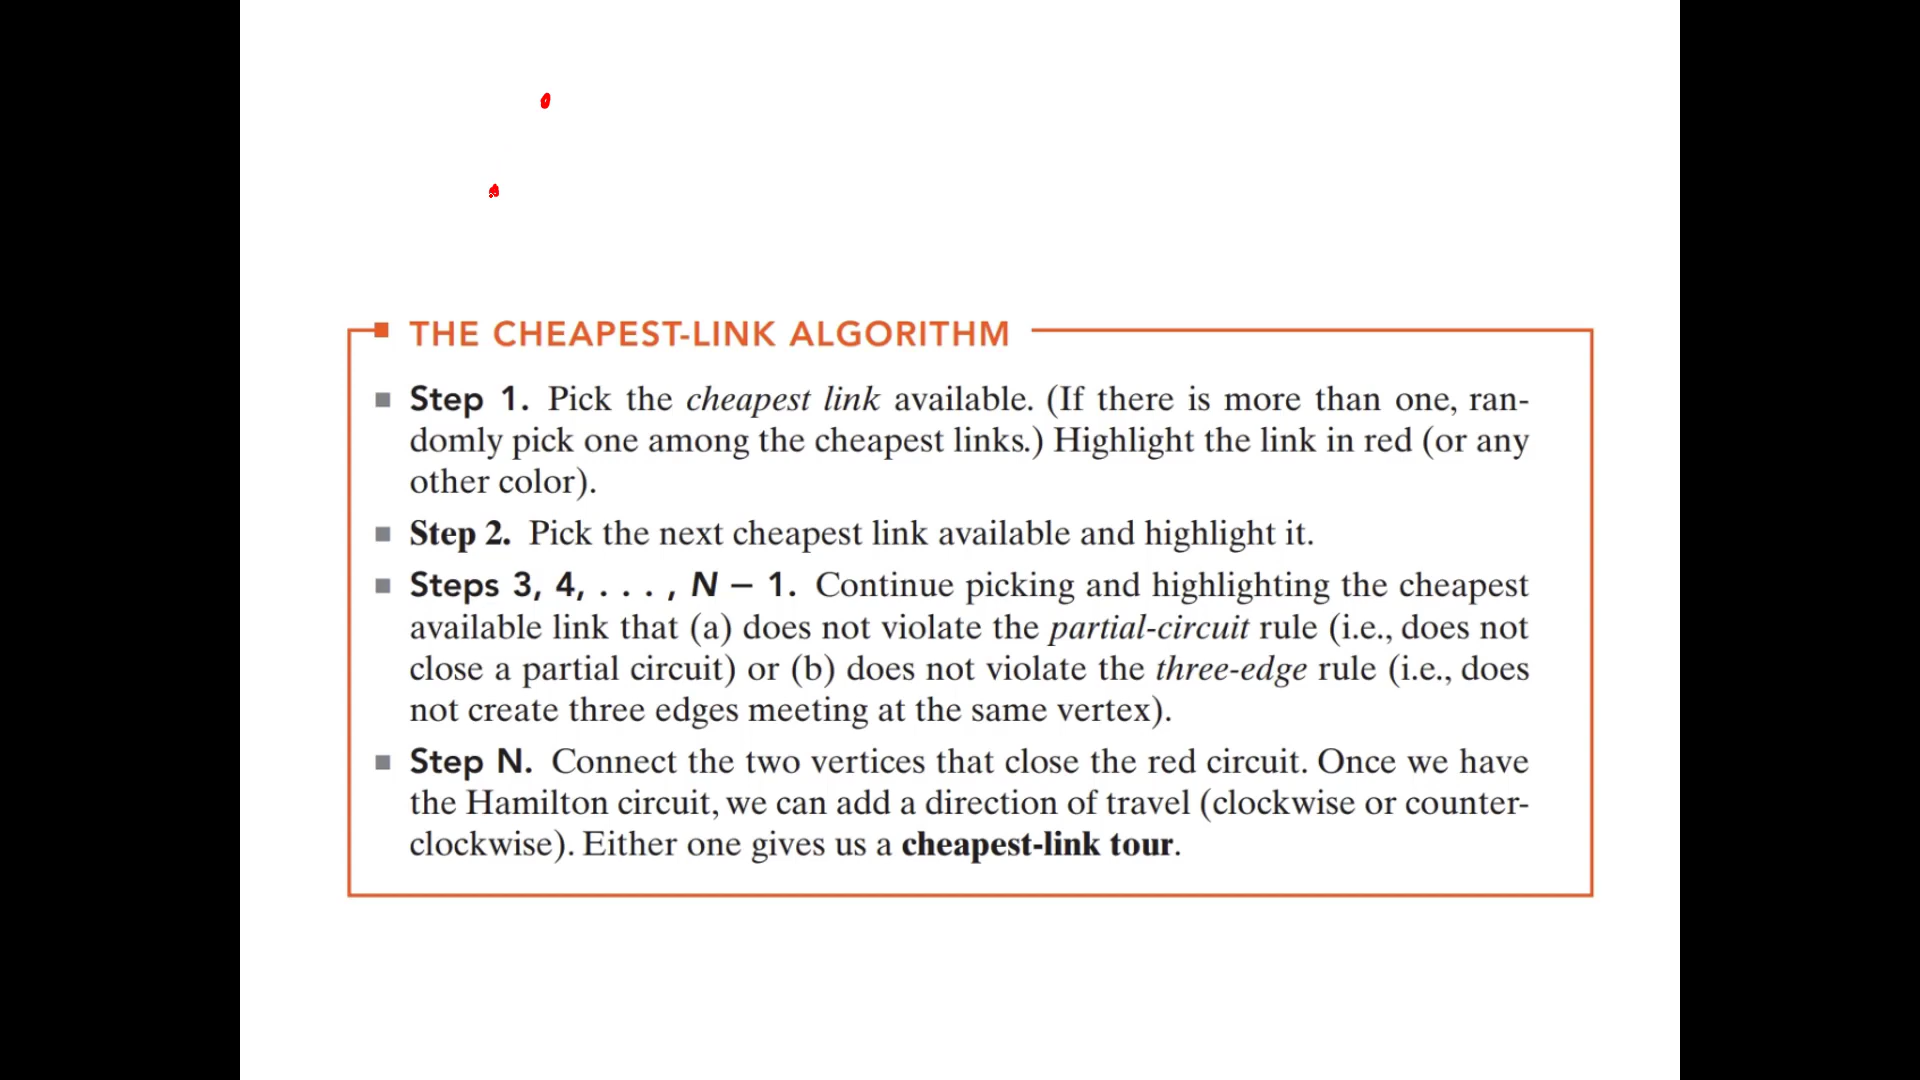 THE CHEAPEST-LINK ALGORITHM
Step 1. Pick the cheapest link available. (If there is more than one, ran-
domly pick one among the cheapest links.) Highlight the link in red (or any
other color).
Step 2. Pick the next cheapest link available and highlight it.
Steps 3, 4, . . . , N − 1. Continue picking and highlighting the cheapest
available link that (a) does not violate the partial-circuit rule (i.e., does not
close a partial circuit) or (b) does not violate the three-edge rule (i.e., does
not create three edges meeting at the same vertex).
Step N. Connect the two vertices that close the red circuit. Once we have
the Hamilton circuit, we can add a direction of travel (clockwise or counter-
clockwise). Either one gives us a cheapest-link tour.